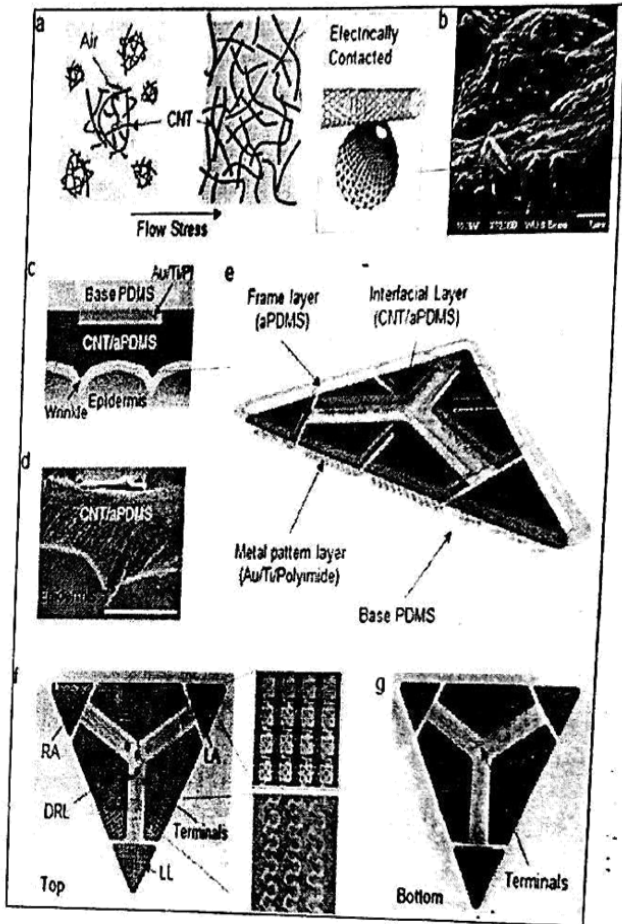 a
Air
CNT
Flow Stress
Electrically
Contacted
b
c
Au/Ti/PI
Base PDMS
CNT/aPDMS
Wrinkle
Epidermis
d
CNT/aPDMS
e
Frame layer
(aPDMS)
Interfacial Layer
(CNT/aPDMS)
Metal pattern layer
(Au/Ti/Polyimide)
Base PDMS
f
RA
LA
DRL
Terminals
LL
Top
g
Terminals
Bottom